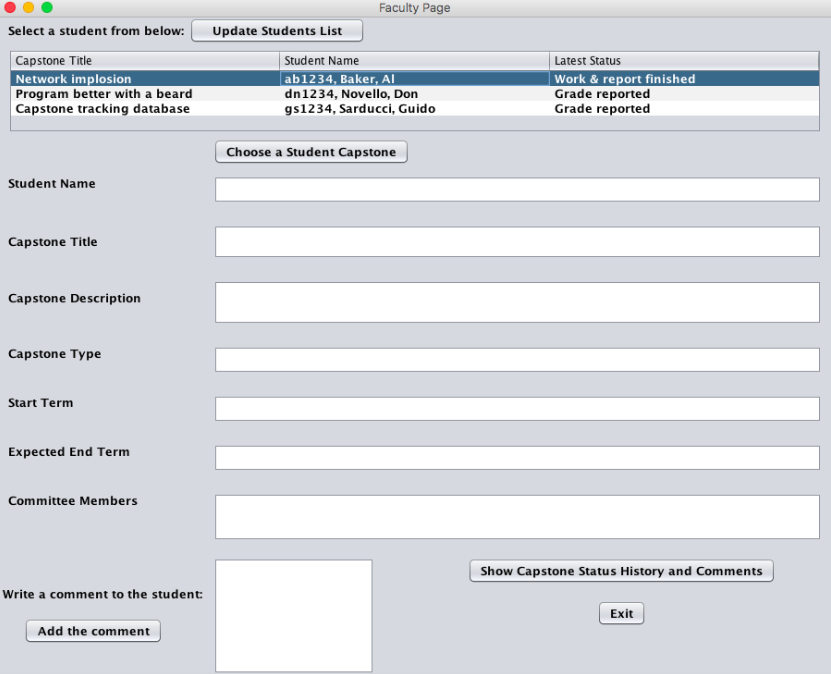 Faculty Page
Select a student from below: Update Students List
Capstone Title Student Name Latest Status
Network implosion ab1234, Baker, Al Work & report finished
Program better with a beard dn1234, Novello, Don Grade reported
Capstone tracking database gs1234, Sarducci, Guido Grade reported
Choose a Student Capstone
Student Name
Capstone Title
Capstone Description
Capstone Type
Start Term
Expected End Term
Committee Members
Show Capstone Status History and Comments
Write a comment to the student:
Exit
Add the comment